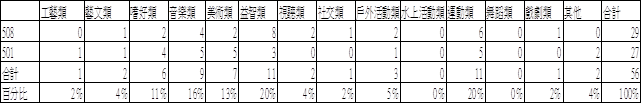 工藝類 藝文類 嗜好類 音樂類 美術類 益智類 視聽類 社交類 戶外活動類 水上活動類 運動類 舞蹈類 戲劇類 其他 合計
508 0 1 2 4 2 8 2 1 2 0 6 0 1 0 29
501 1 1 4 5 5 3 0 0 1 0 5 0 0 2 27
合計 1 2 6 9 7 11 2 1 3 0 11 0 1 2 56
百分比 2% 4% 11% 16% 13% 20% 4% 2% 5% 0% 20% 0% 2% 4% 100%